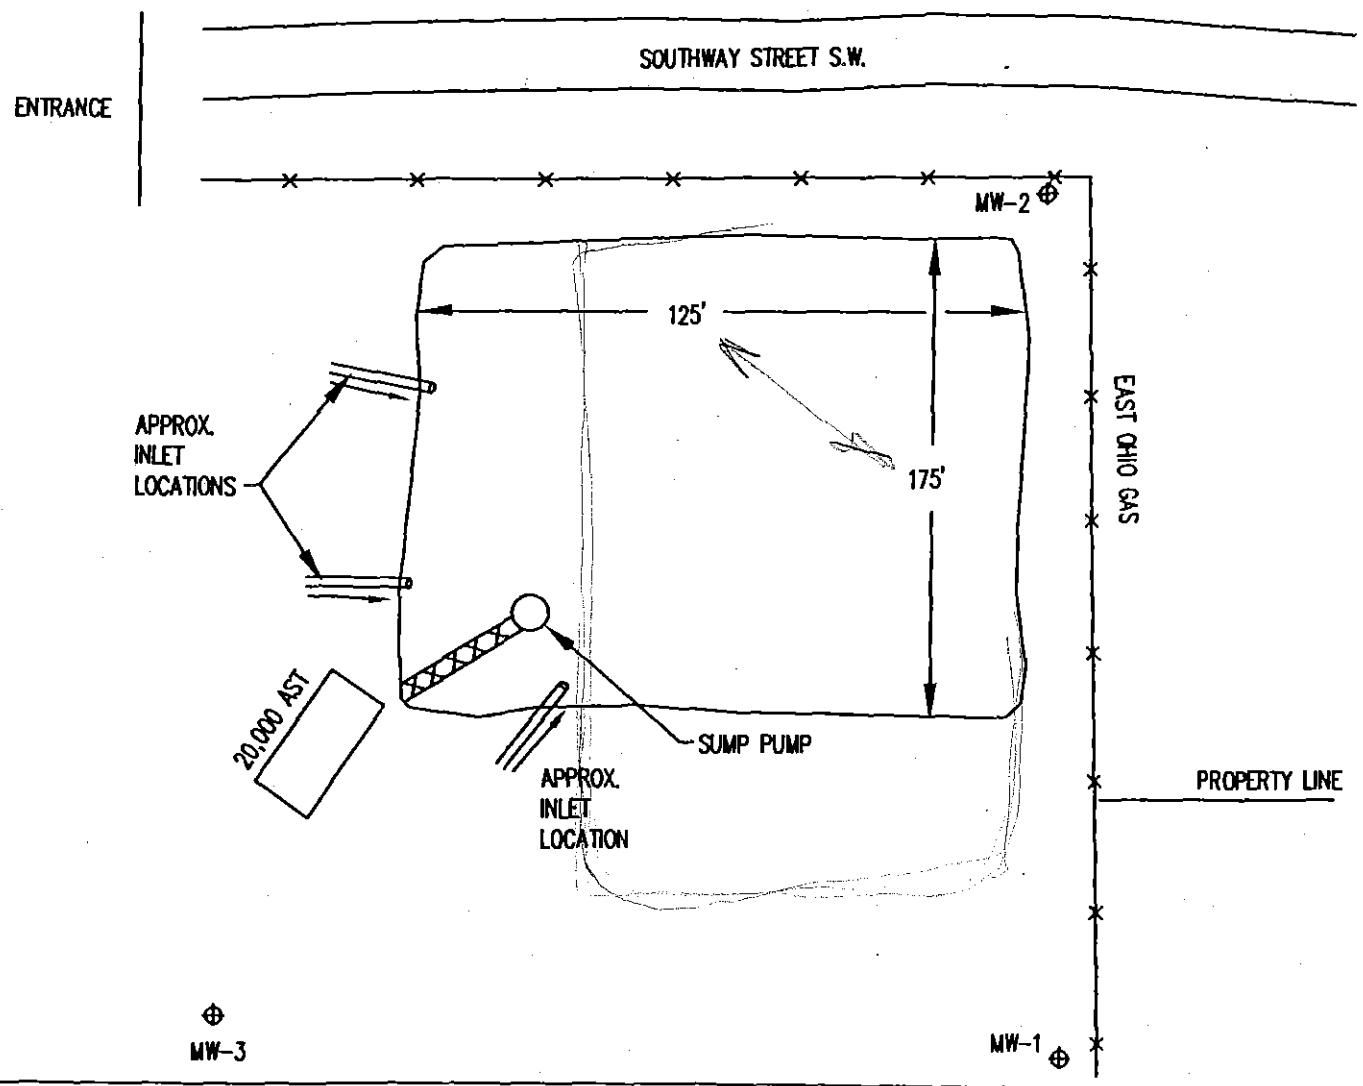 SOUTHWAY STREET S.W.
ENTRANCE
MW-2
125'
EAST OHIO GAS
APPROX.
INLET
LOCATIONS
175'
20,000 AST
SUMP PUMP
APPROX.
INLET
LOCATION
PROPERTY LINE
MW-3
MW-1